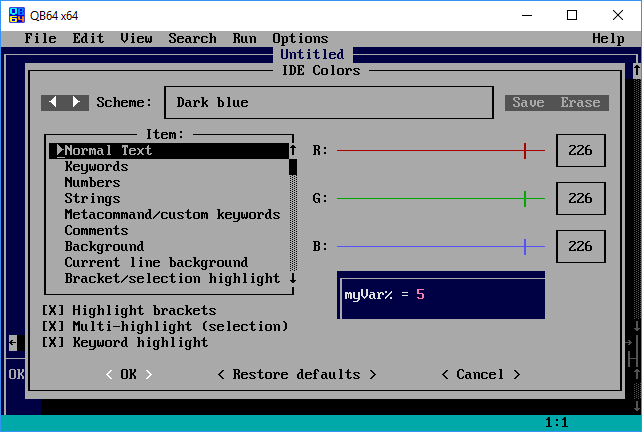 QB64 x64
File Edit View Search Run Options Help
Untitled
IDE Colors
Scheme: Dark blue Save Erase
Item:
Normal Text
Keywords
Numbers
Strings
Metacommand/custom keywords
Comments
Background
Current line background
Bracket/selection highlight
R: 226
G: 226
B: 226
myVar% = 5
[X] Highlight brackets
[X] Multi-highlight (selection)
[X] Keyword highlight
OK
< OK > < Restore defaults > < Cancel >
1:1